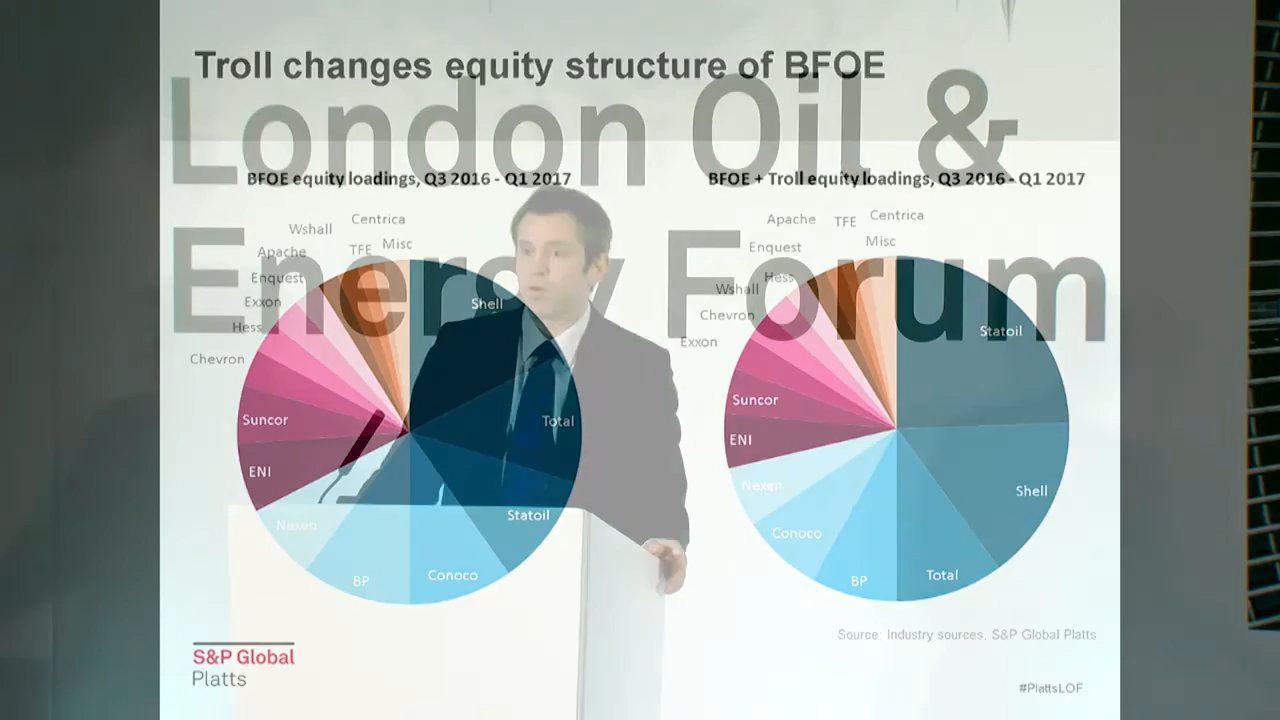 Troll changes equity structure of BFOE
London Oil &
Energy Forum
BFOE equity loadings, Q3 2016 - Q1 2017
Centrica
Wshall
Misc
TFE
Apache
Enquest
Exxon
Hess
Chevron
Suncor
ENI
Nexen
BP
Conoco
Statoil
Total
Shell
BFOE + Troll equity loadings, Q3 2016 - Q1 2017
Centrica
TFE
Apache
Misc
Enquest
Hess
Wshall
Chevron
Exxon
Suncor
ENI
Nexen
Conoco
BP
Total
Shell
Statoil
Source: Industry sources, S&P Global Platts
S&P Global
Platts
#PlattsLOF